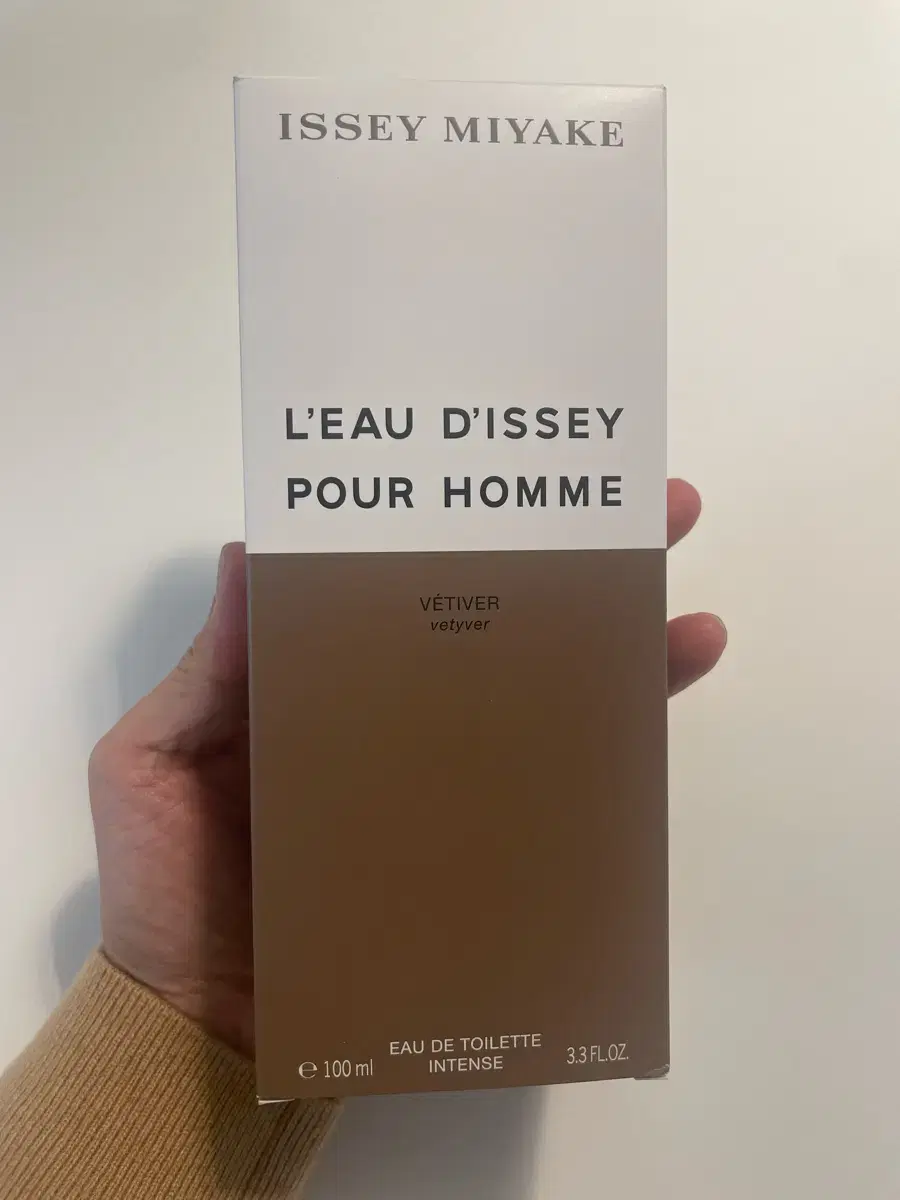 ISSEY MIYAKE
L'EAU D'ISSEY
POUR HOMME
VÉTIVER
vetyver
EAU DE TOILETTE
INTENSE
℮ 100 ml
3.3 FL.OZ.